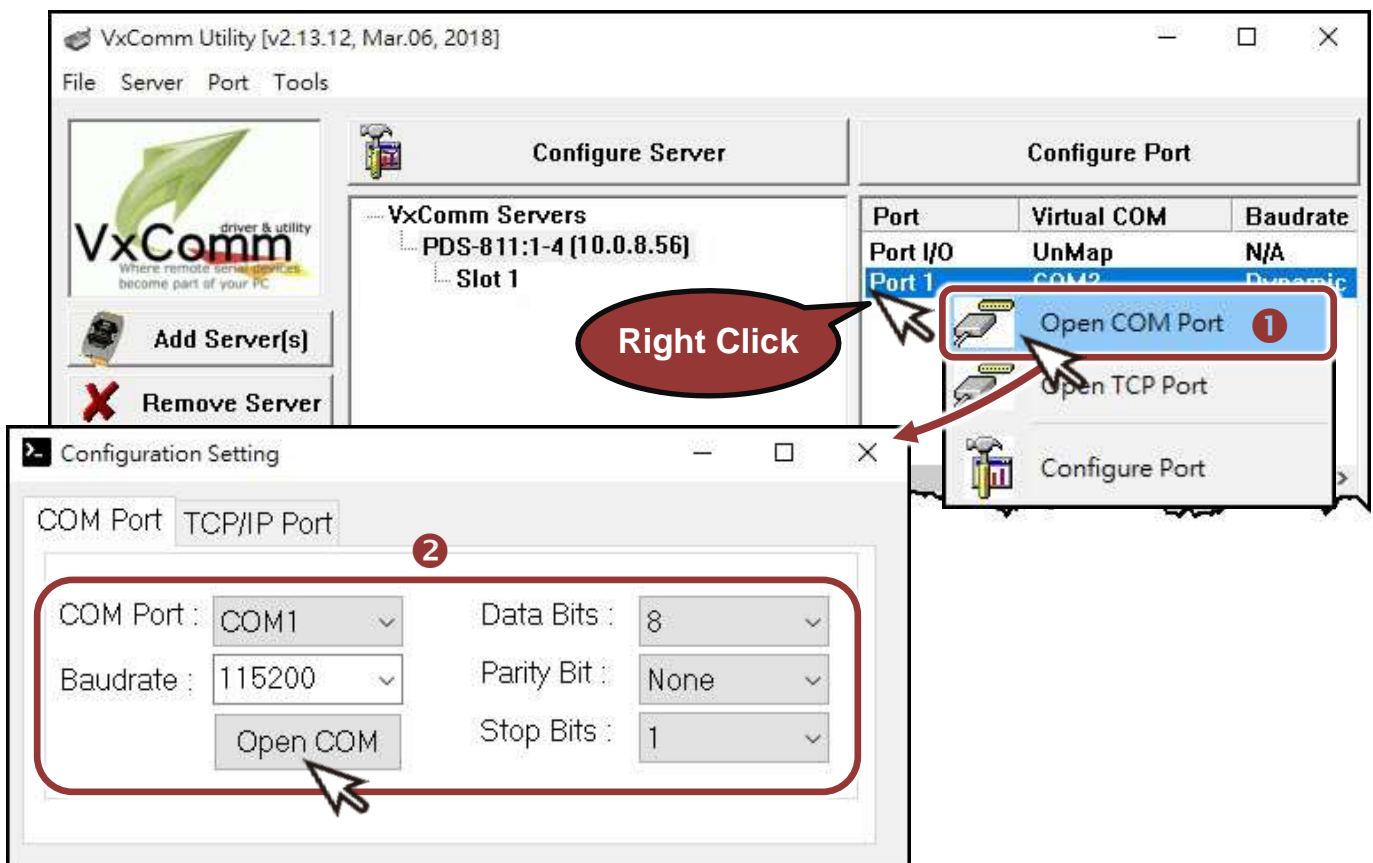 VxComm Utility [v2.13.12, Mar.06, 2018]
File Server Port Tools
VxComm
driver & utility
Where remote serial devices
become part of your PC
Add Server(s)
Remove Server
Configure Server
VxComm Servers
PDS-811:1-4 (10.0.8.56)
Slot 1
Configure Port
Port Virtual COM Baudrate
Port I/O UnMap N/A
Port 1 COM2 Dynamic
Right Click
Open COM Port 1
Open TCP Port
Configure Port
Configuration Setting
COM Port TCP/IP Port
2
COM Port : COM1 Data Bits : 8
Baudrate : 115200 Parity Bit : None
Open COM Stop Bits : 1